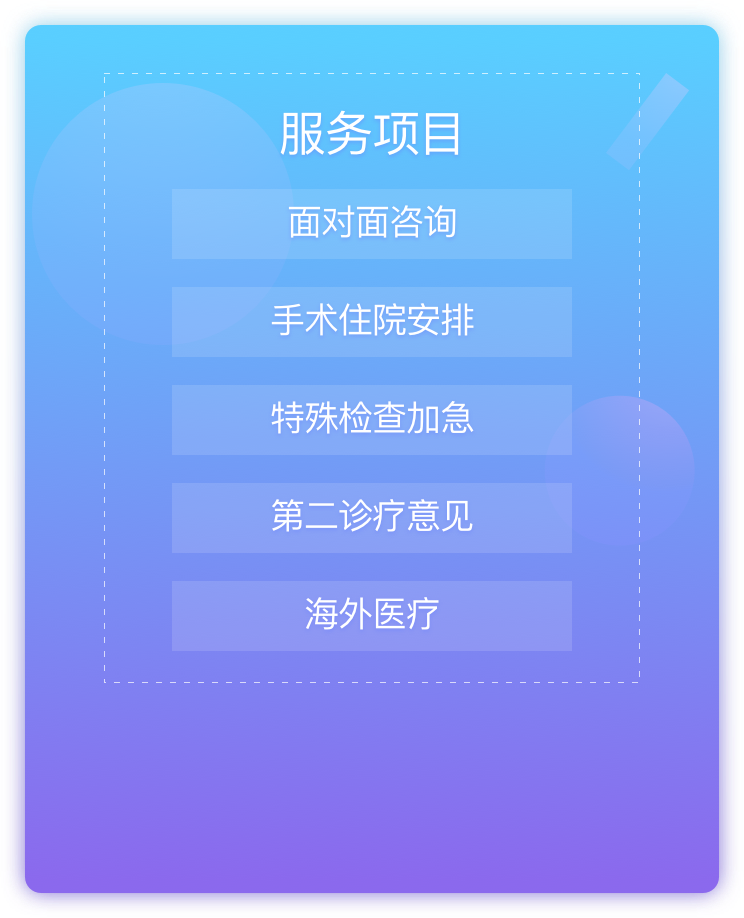 服务项目
面对面咨询
手术住院安排
特殊检查加急
第二诊疗意见
海外医疗